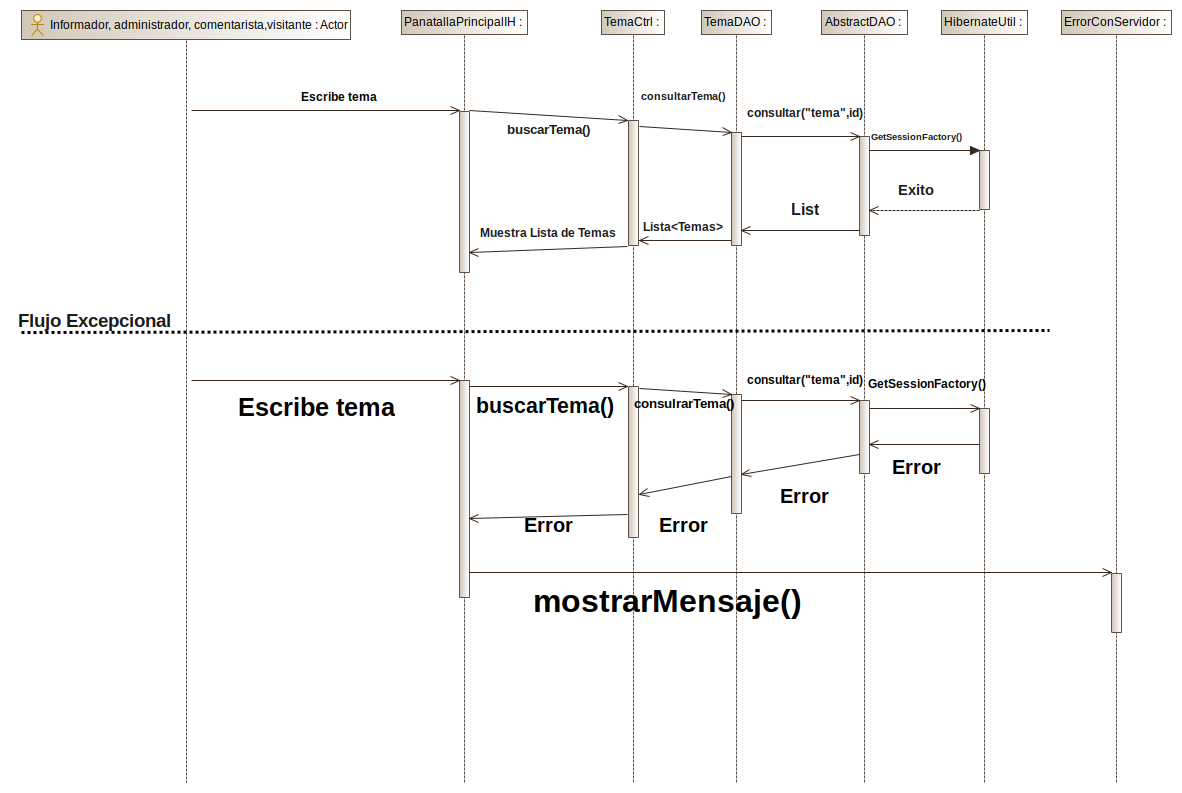 Informador, administrador, comentarista,visitante : Actor
PanatallaPrincipalIH :
TemaCtrl :
TemaDAO :
AbstractDAO :
HibernateUtil :
ErrorConServidor :
Escribe tema
buscarTema()
consultarTema()
consultar("tema",id)
GetSessionFactory()
Exito
List
Lista<Temas>
Muestra Lista de Temas
Flujo Excepcional
Escribe tema
buscarTema()
consulrarTema()
consultar("tema",id)
GetSessionFactory()
Error
Error
Error
Error
mostrarMensaje()